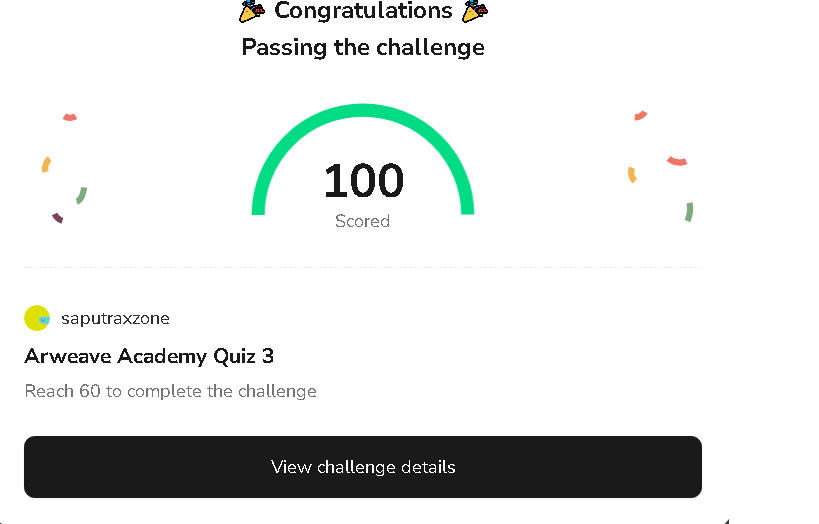 🎉 Congratulations 🎉
Passing the challenge
100
Scored
saputraxzone
Arweave Academy Quiz 3
Reach 60 to complete the challenge
View challenge details